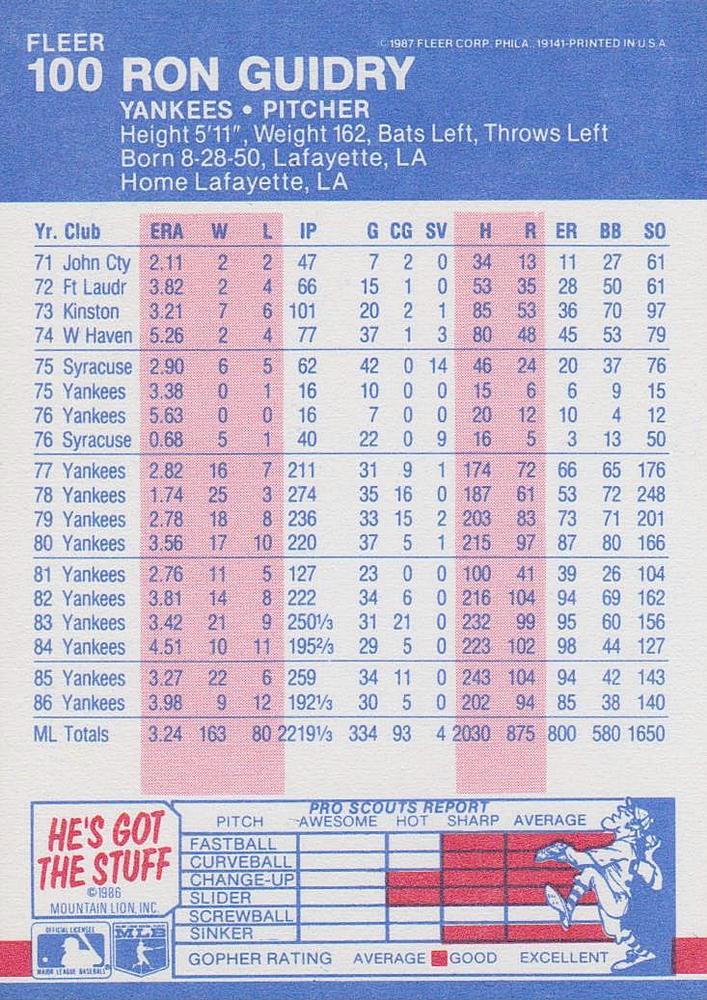 FLEER
© 1987 FLEER CORP. PHILA. 19141-PRINTED IN U.S.A
100 RON GUIDRY
YANKEES • PITCHER
Height 5'11", Weight 162, Bats Left, Throws Left
Born 8-28-50, Lafayette, LA
Home Lafayette, LA
Yr. Club ERA W L IP G CG SV H R ER BB SO
71 John Cty 2.11 2 2 47 7 2 0 34 13 11 27 61
72 Ft Laudr 3.82 2 4 66 15 1 0 53 35 28 50 61
73 Kinston 3.21 7 6 101 20 2 1 85 53 36 70 97
74 W Haven 5.26 2 4 77 37 1 3 80 48 45 53 79
75 Syracuse 2.90 6 5 62 42 0 14 46 24 20 37 76
75 Yankees 3.38 0 1 16 10 0 0 15 6 6 9 15
76 Yankees 5.63 0 0 16 7 0 0 20 12 10 4 12
76 Syracuse 0.68 5 1 40 22 0 9 16 5 3 13 50
77 Yankees 2.82 16 7 211 31 9 1 174 72 66 65 176
78 Yankees 1.74 25 3 274 35 16 0 187 61 53 72 248
79 Yankees 2.78 18 8 236 33 15 2 203 83 73 71 201
80 Yankees 3.56 17 10 220 37 5 1 215 97 87 80 166
81 Yankees 2.76 11 5 127 23 0 0 100 41 39 26 104
82 Yankees 3.81 14 8 222 34 6 0 216 104 94 69 162
83 Yankees 3.42 21 9 250⅓ 31 21 0 232 99 95 60 156
84 Yankees 4.51 10 11 195⅔ 29 5 0 223 102 98 44 127
85 Yankees 3.27 22 6 259 34 11 0 243 104 94 42 143
86 Yankees 3.98 9 12 192⅓ 30 5 0 202 94 85 38 140
ML Totals 3.24 163 80 2219⅓ 334 93 4 2030 875 800 580 1650
HE'S GOT
THE STUFF
©1986
MOUNTAIN LION, INC.
OFFICIAL LICENSEE
MAJOR LEAGUE BASEBALL
MLB
PRO SCOUTS REPORT
PITCH AWESOME HOT SHARP AVERAGE
FASTBALL
CURVEBALL
CHANGE-UP
SLIDER
SCREWBALL
SINKER
GOPHER RATING AVERAGE GOOD EXCELLENT